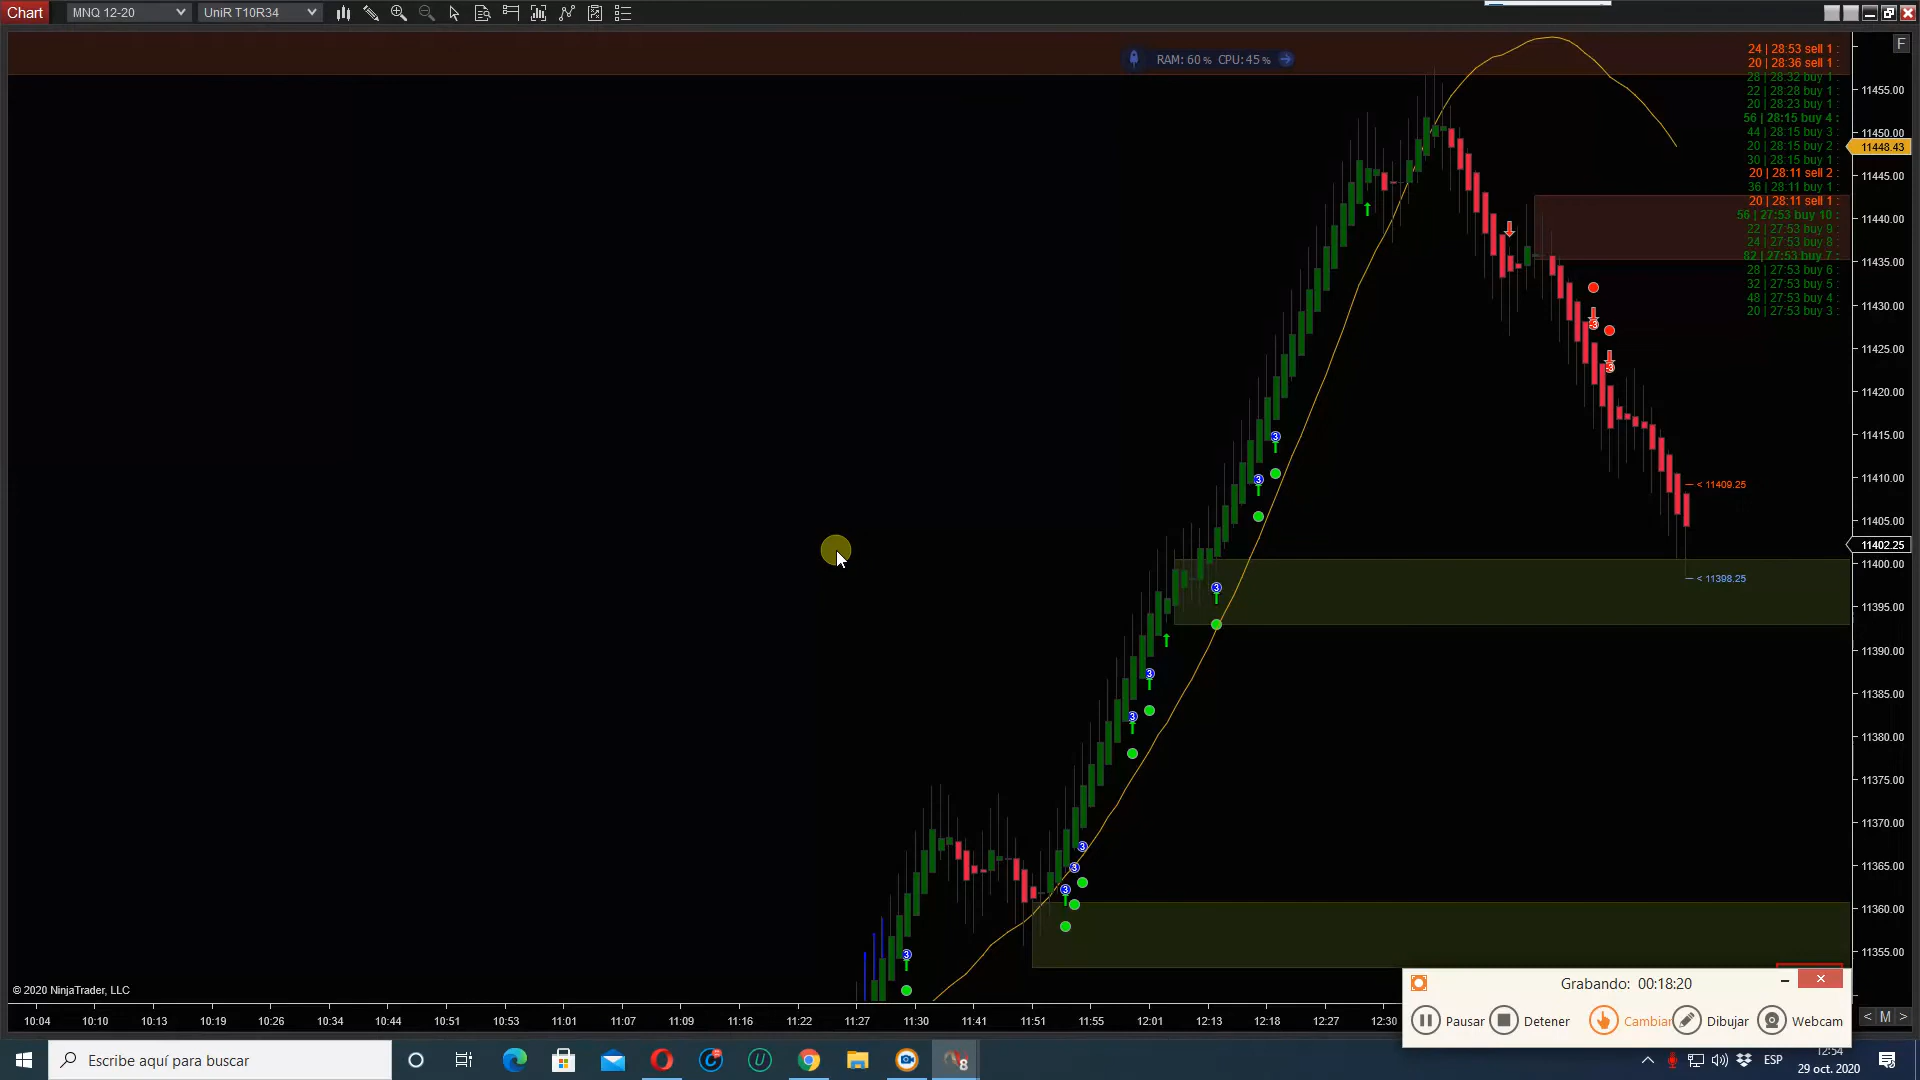 Chart MNQ 12-20 UniR T10R34
F
RAM: 60 % CPU: 45 %
24 | 28:53 sell 1 :
20 | 28:36 sell 1 :
28 | 28:32 buy 1 :
22 | 28:28 buy 1 :
20 | 28:23 buy 1 :
56 | 28:15 buy 4 :
44 | 28:15 buy 3 :
20 | 28:15 buy 2 :
30 | 28:15 buy 1 :
20 | 28:11 sell 2 :
36 | 28:11 buy 1 :
20 | 28:11 sell 1 :
56 | 27:53 buy 10 :
22 | 27:53 buy 9 :
24 | 27:53 buy 8 :
82 | 27:53 buy 7 :
28 | 27:53 buy 6 :
32 | 27:53 buy 5 :
48 | 27:53 buy 4 :
20 | 27:53 buy 3 :
11455.00
11450.00
11448.43
11445.00
11440.00
11435.00
11430.00
11425.00
11420.00
11415.00
11410.00
11405.00
11402.25
11400.00
11395.00
11390.00
11385.00
11380.00
11375.00
11370.00
11365.00
11360.00
11355.00
< 11409.25
< 11398.25
3
3
3
3
3
3
3
3
3
© 2020 NinjaTrader, LLC
10:04 10:10 10:13 10:19 10:26 10:34 10:44 10:51 10:53 11:01 11:07 11:09 11:16 11:22 11:27 11:30 11:41 11:51 11:55 12:01 12:13 12:18 12:27 12:30
< M >
Grabando: 00:18:20
Pausar Detener Cambiar Dibujar Webcam
Escribe aquí para buscar
8
ESP
12:54
29 oct. 2020